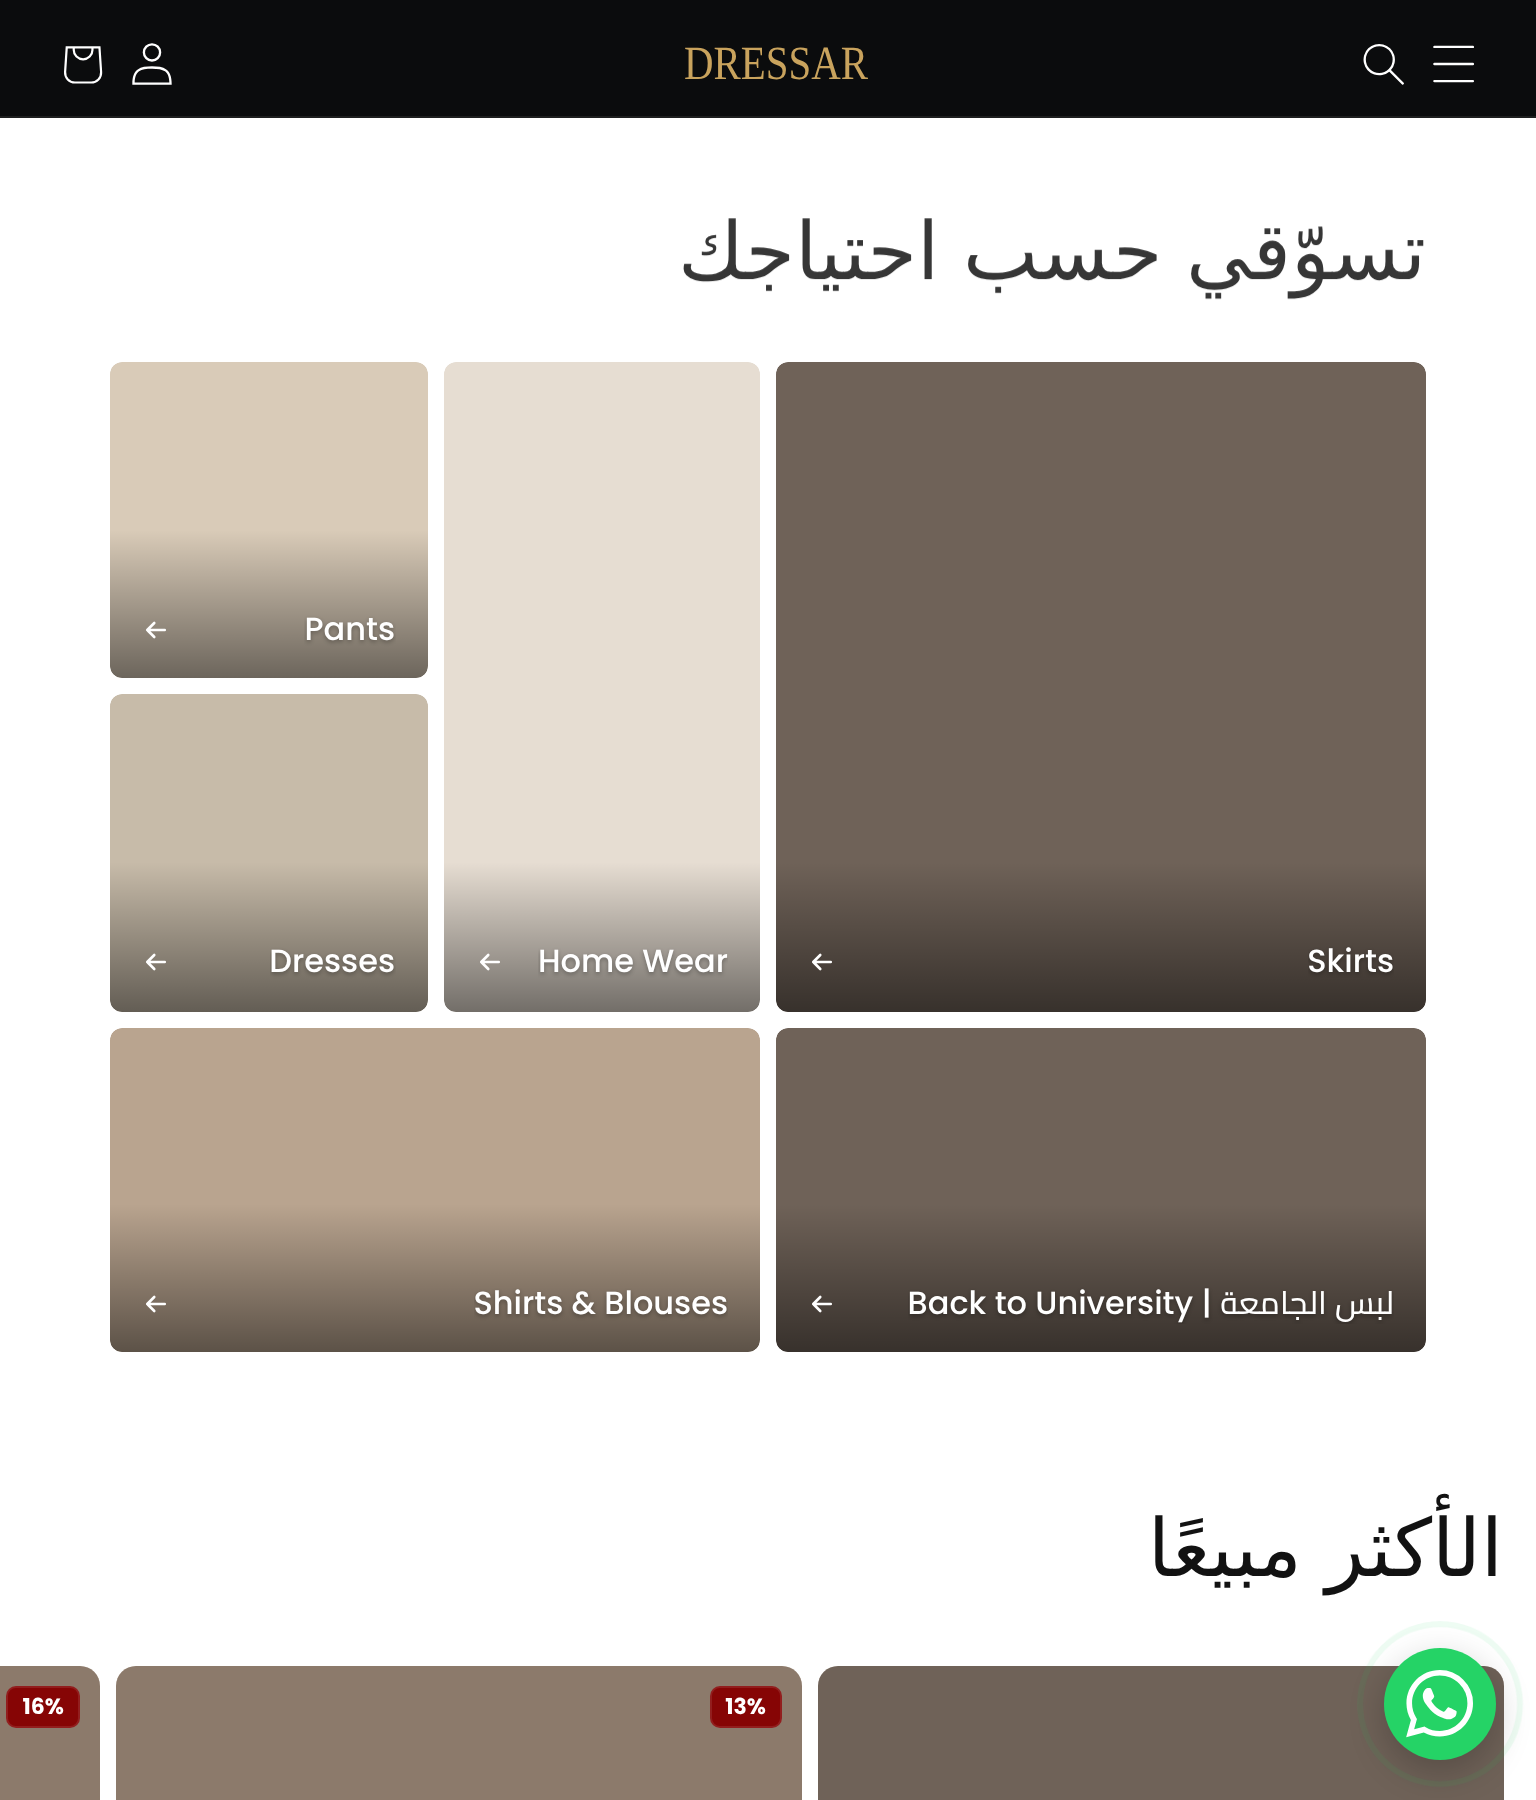 DRESSAR
تسوّقي حسب احتياجك
Skirts
Home Wear
Pants
Dresses
Back to University | لبس الجامعة
Shirts & Blouses
الأكثر مبيعًا
13%
16%